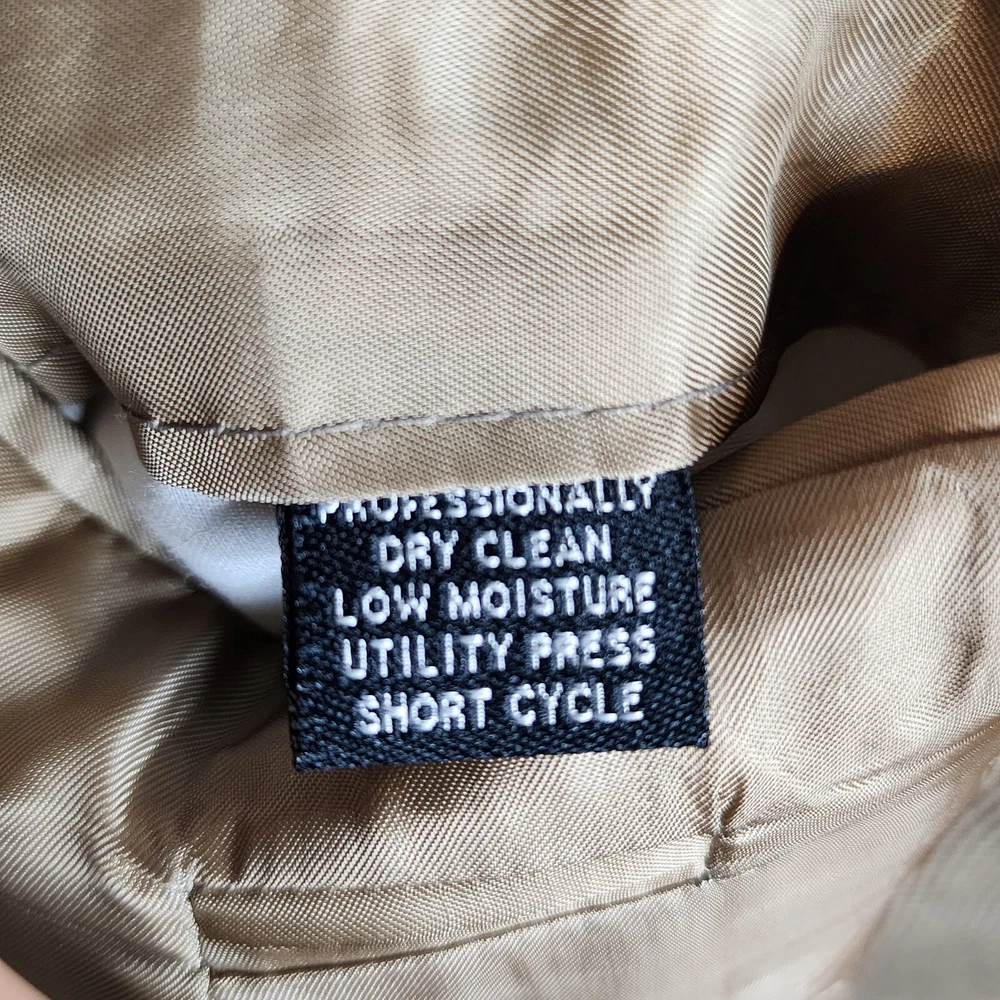 PROFESSIONALLY
DRY CLEAN
LOW MOISTURE
UTILITY PRESS
SHORT CYCLE